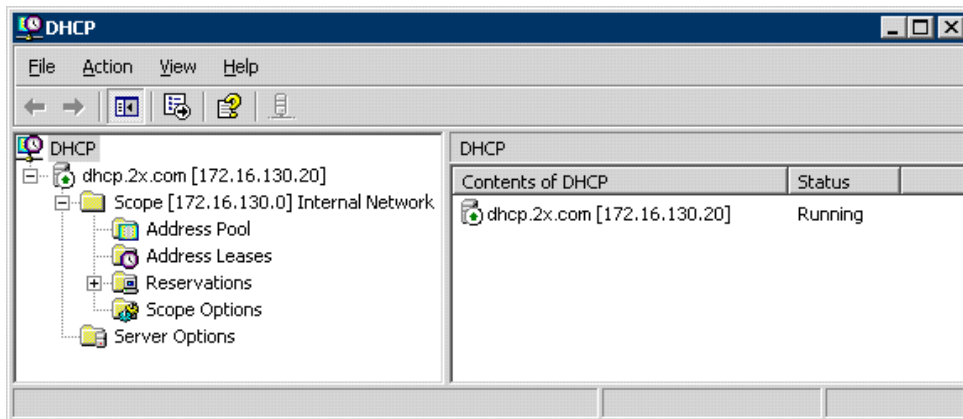 DHCP
File Action View Help
DHCP
dhcp.2x.com [172.16.130.20]
Scope [172.16.130.0] Internal Network
Address Pool
Address Leases
Reservations
Scope Options
Server Options
DHCP
Contents of DHCP Status
dhcp.2x.com [172.16.130.20] Running